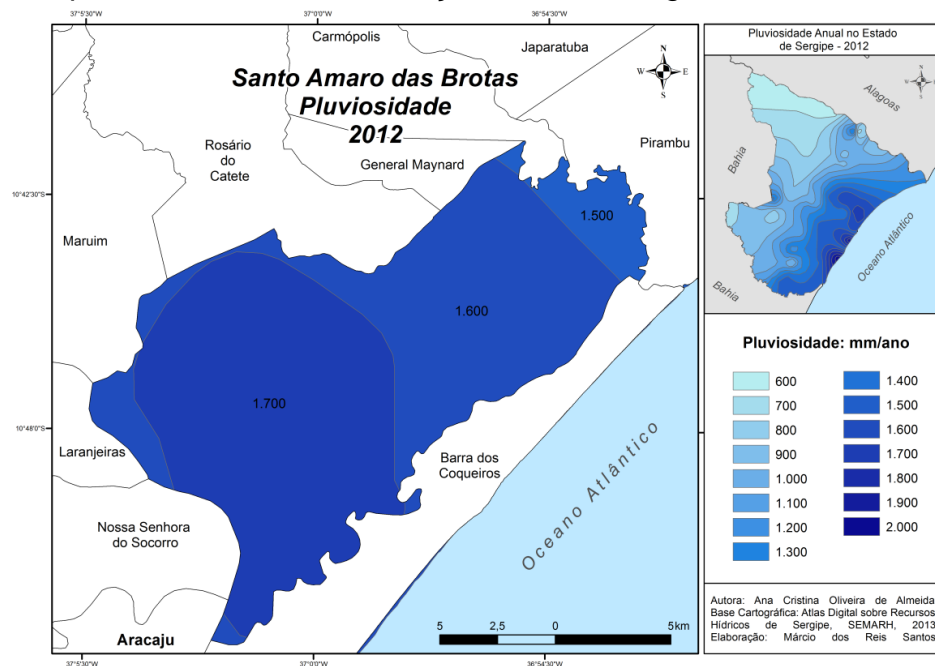 37°5'30"W
37°0'0"W
36°54'30"W
Carmópolis
Japaratuba
N
W
E
S
Santo Amaro das Brotas
Pluviosidade
2012
Rosário
do
Catete
General Maynard
Pirambu
10°42'30"S
10°42'30"S
Maruim
1.500
1.600
1.700
10°48'0"S
10°48'0"S
Laranjeiras
Barra dos
Coqueiros
Oceano Atlântico
Nossa Senhora
do Socorro
Aracaju
5
2,5
0
5km
37°5'30"W
37°0'0"W
36°54'30"W
Pluviosidade Anual no Estado
de Sergipe - 2012
N
W
E
S
Alagoas
Bahia
Oceano Atlântico
Bahia
Pluviosidade: mm/ano
600
700
800
900
1.000
1.100
1.200
1.300
1.400
1.500
1.600
1.700
1.800
1.900
2.000
Autora: Ana Cristina Oliveira de Almeida
Base Cartográfica: Atlas Digital sobre Recursos
Hídricos de Sergipe, SEMARH, 2013
Elaboração: Márcio dos Reis Santos